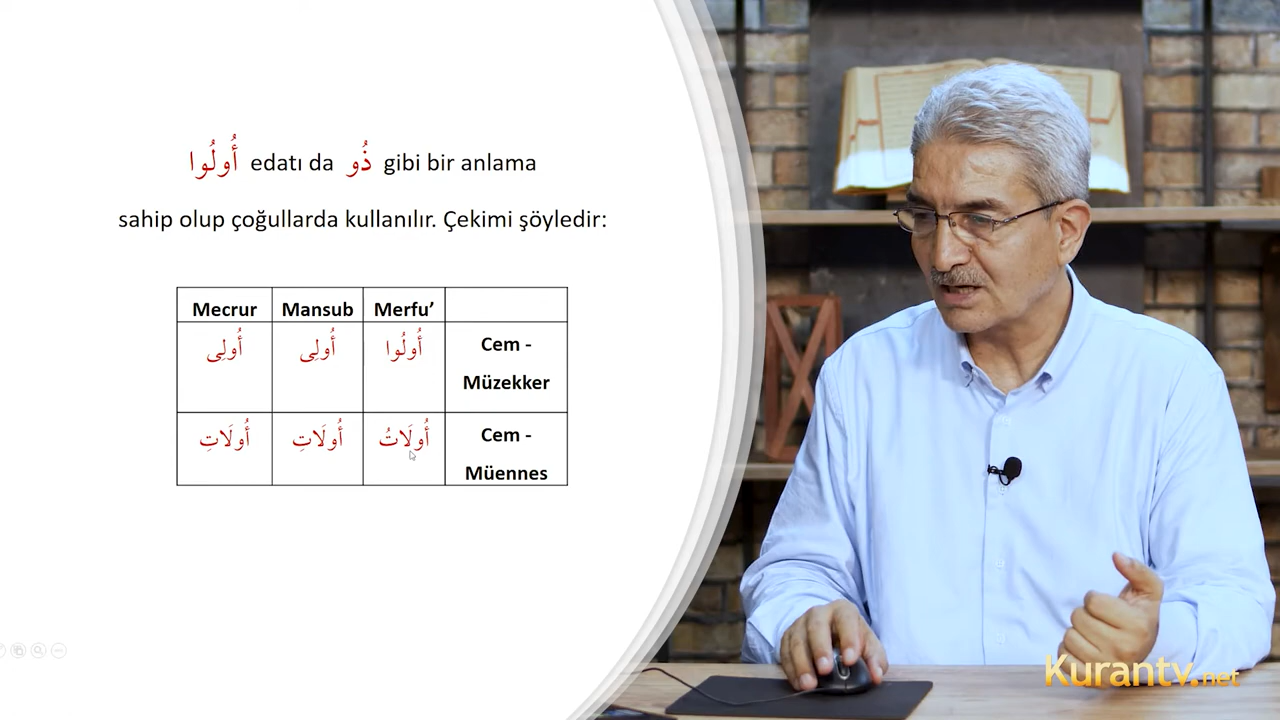 أُولُوا edatı da ذُو gibi bir anlama
sahip olup çoğullarda kullanılır. Çekimi şöyledir:
Mecrur Mansub Merfu’
أُولِى أُولِى أُولُوا Cem -
Müzekker
أُولَاتِ أُولَاتِ أُولَاتُ Cem -
Müennes
Kurantv.net